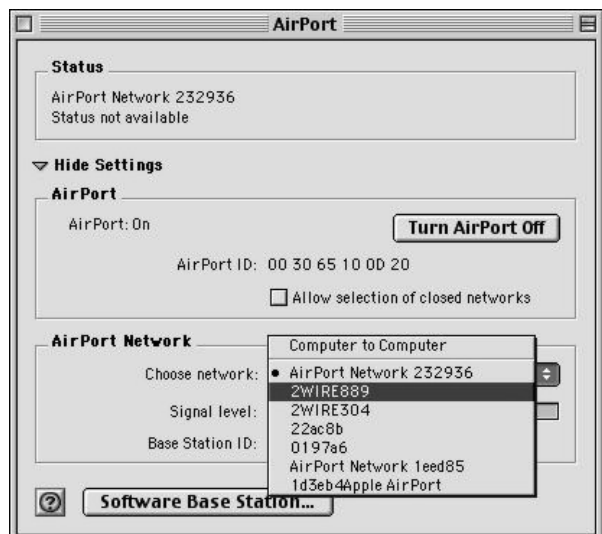 AirPort
Status
AirPort Network 232936
Status not available
Hide Settings
AirPort
AirPort: On
Turn AirPort Off
AirPort ID: 00 30 65 10 0D 20
Allow selection of closed networks
AirPort Network
Choose network:
Signal level:
Base Station ID:
Computer to Computer
AirPort Network 232936
2WIRE889
2WIRE304
22ac8b
0197a6
AirPort Network 1eed85
1d3eb4Apple AirPort
Software Base Station...